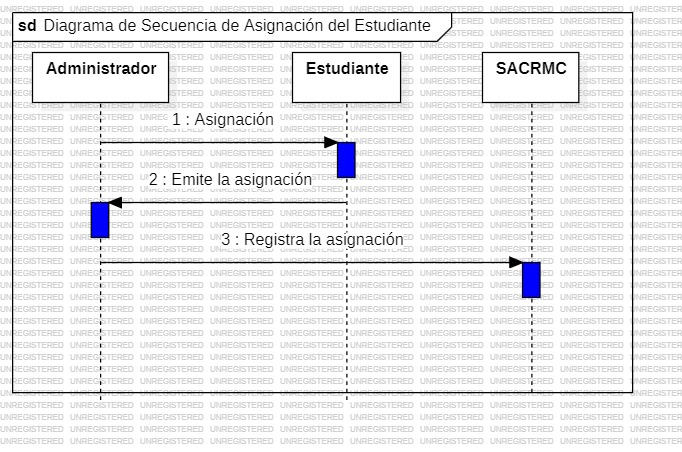 sd Diagrama de Secuencia de Asignación del Estudiante
Administrador Estudiante SACRMC
1 : Asignación
2 : Emite la asignación
3 : Registra la asignación
UNREGISTERED